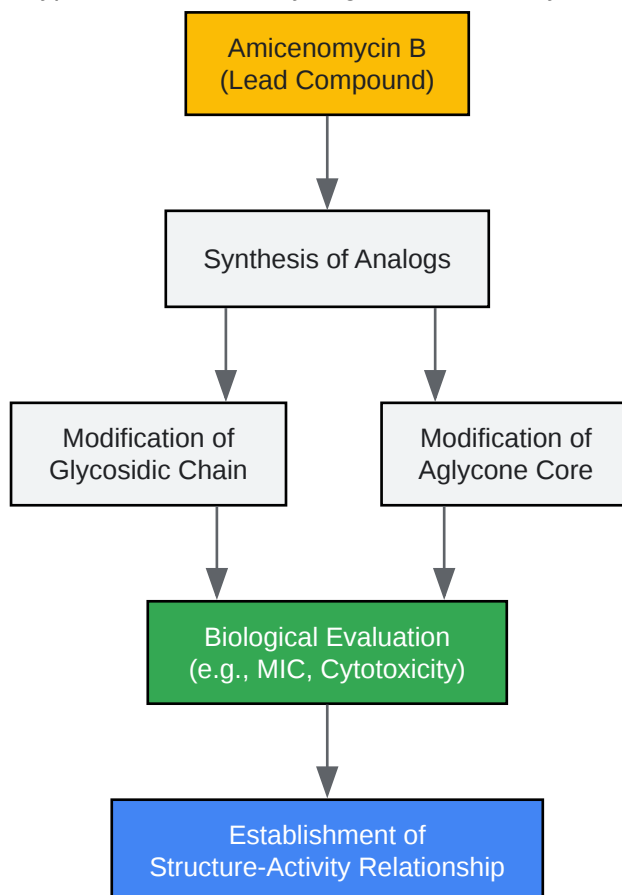 Amicenomycin B
(Lead Compound)
Synthesis of Analogs
Modification of
Glycosidic Chain
Modification of
Aglycone Core
Biological Evaluation
(e.g., MIC, Cytotoxicity)
Establishment of
Structure-Activity Relationship